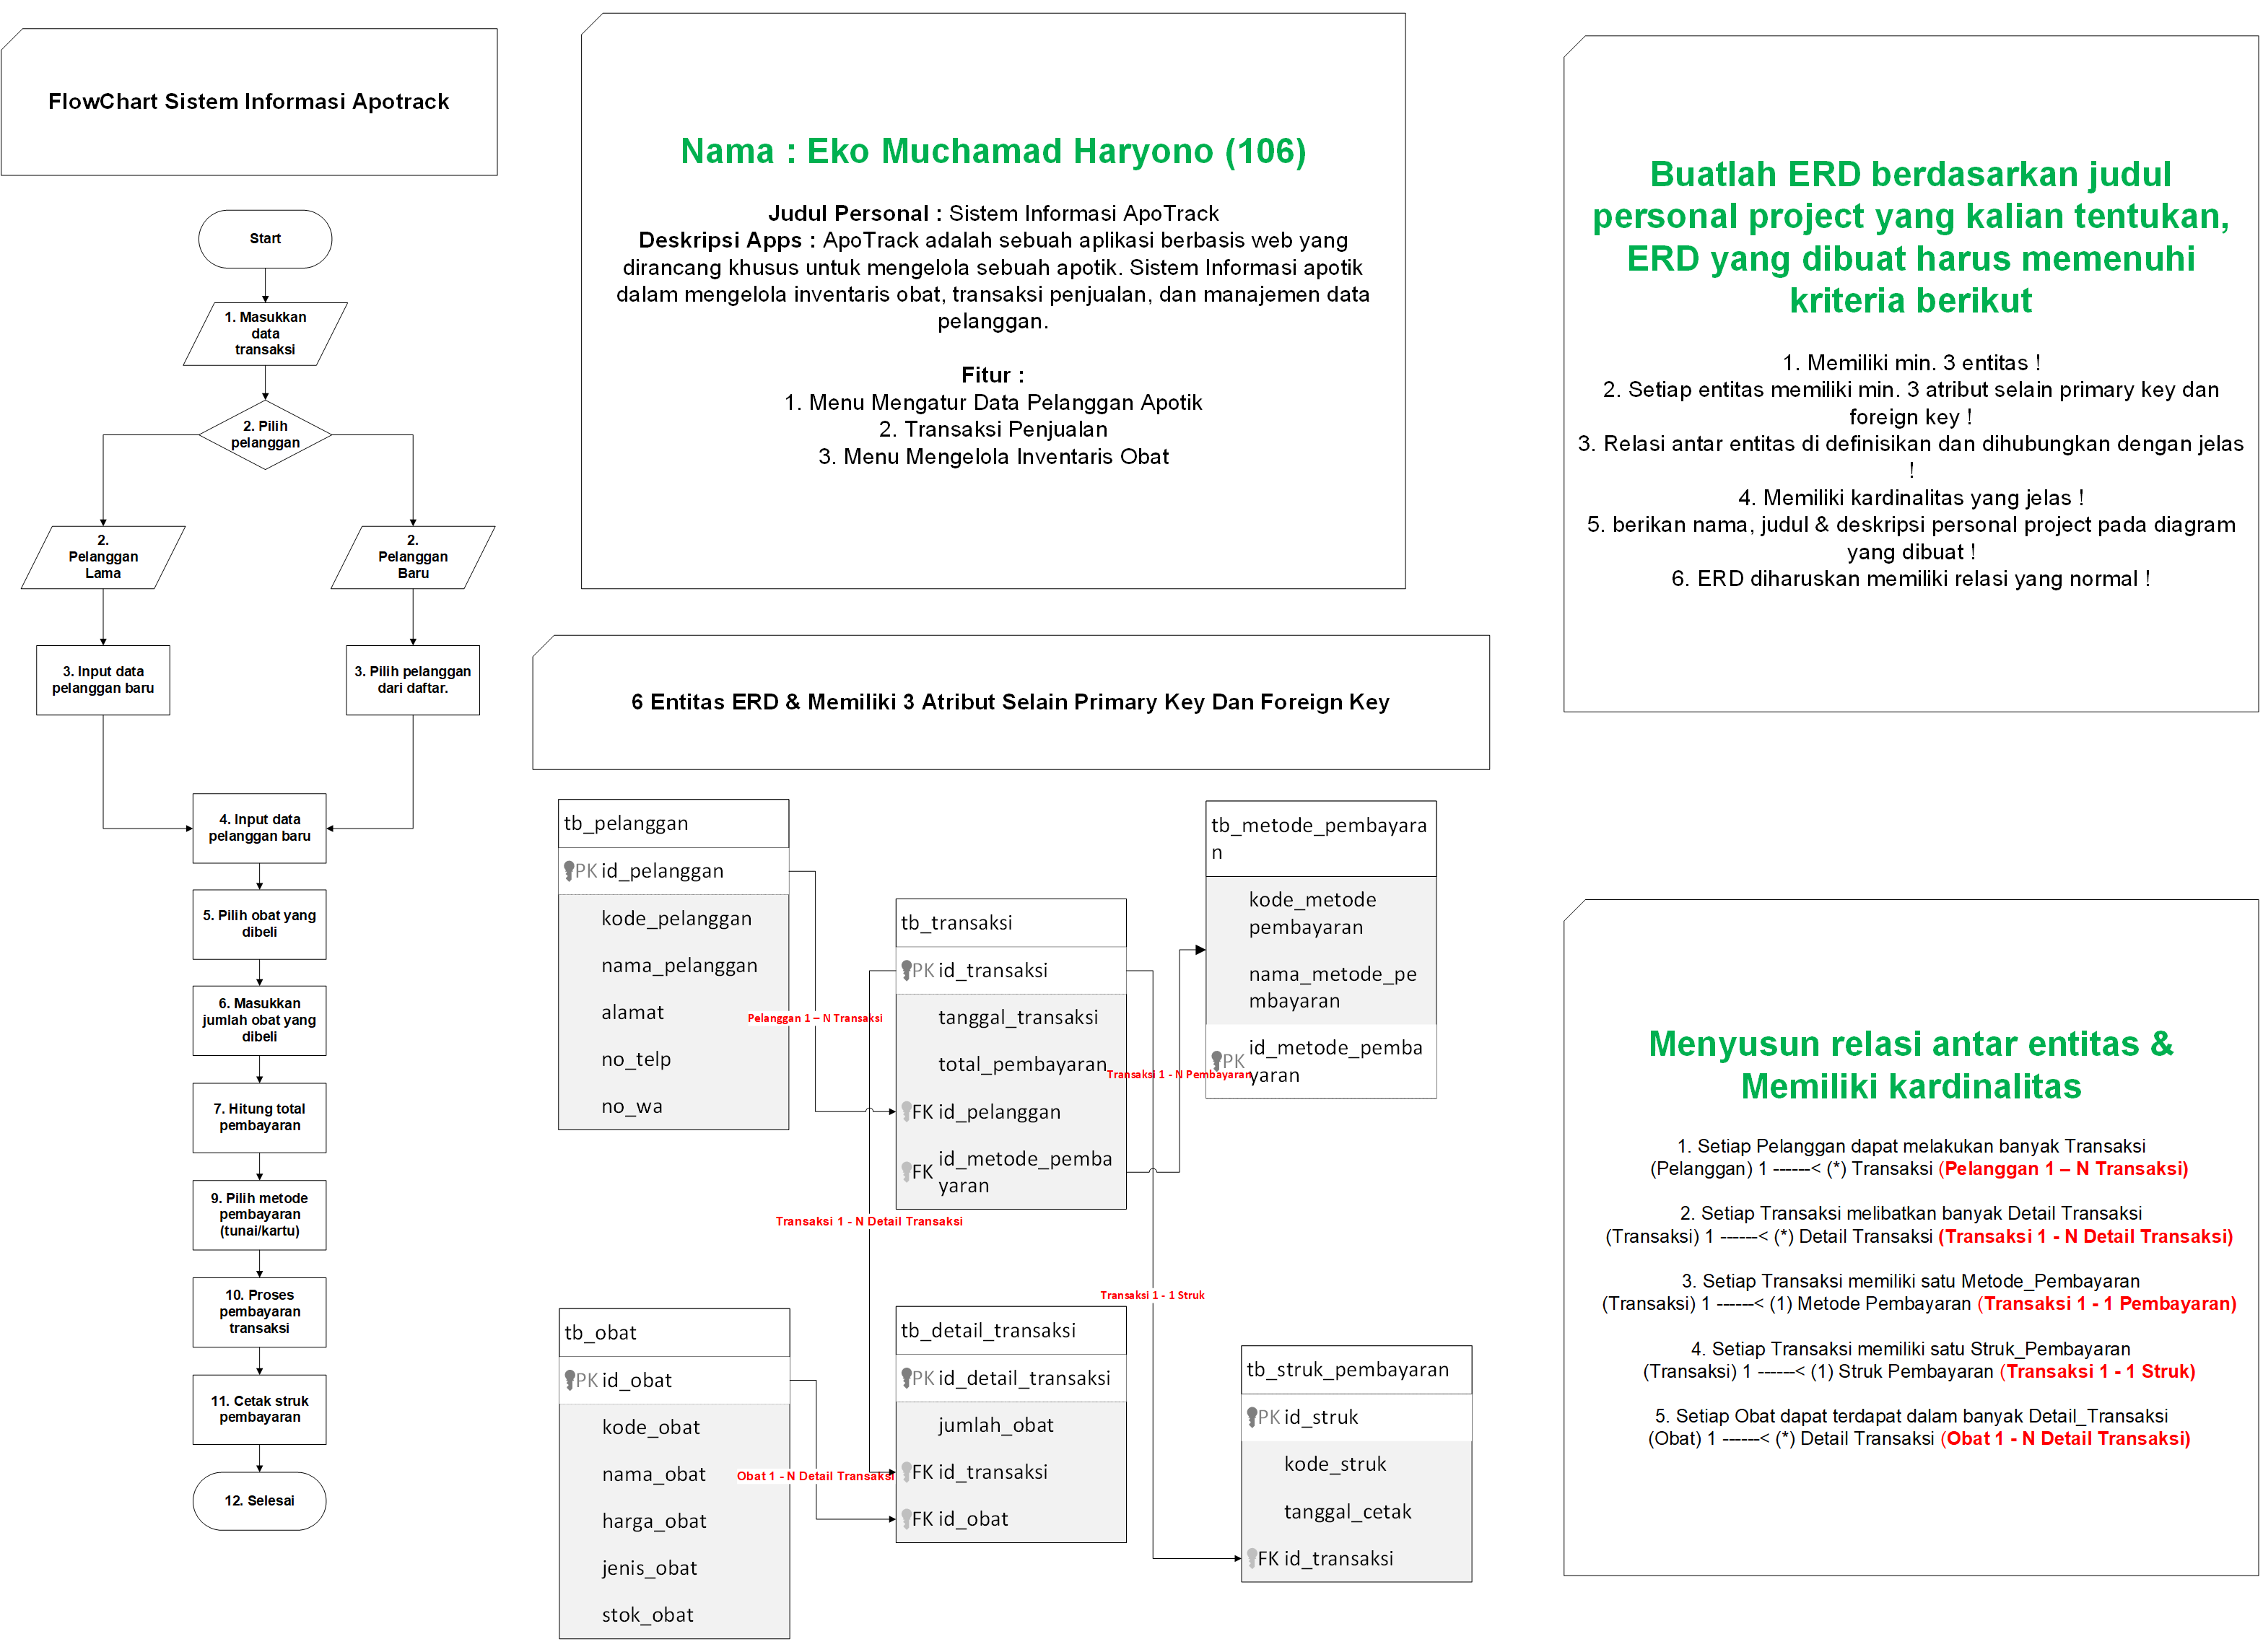 FlowChart Sistem Informasi Apotrack
Start
1. Masukkan
data
transaksi
2. Pilih
pelanggan
2.
Pelanggan
Lama
2.
Pelanggan
Baru
3. Input data
pelanggan baru
3. Pilih pelanggan
dari daftar.
4. Input data
pelanggan baru
5. Pilih obat yang
dibeli
6. Masukkan
jumlah obat yang
dibeli
7. Hitung total
pembayaran
9. Pilih metode
pembayaran
(tunai/kartu)
10. Proses
pembayaran
transaksi
11. Cetak struk
pembayaran
12. Selesai
Nama : Eko Muchamad Haryono (106)
Judul Personal : Sistem Informasi ApoTrack
Deskripsi Apps : ApoTrack adalah sebuah aplikasi berbasis web yang
dirancang khusus untuk mengelola sebuah apotik. Sistem Informasi apotik
dalam mengelola inventaris obat, transaksi penjualan, dan manajemen data
pelanggan.
Fitur :
1. Menu Mengatur Data Pelanggan Apotik
2. Transaksi Penjualan
3. Menu Mengelola Inventaris Obat
6 Entitas ERD & Memiliki 3 Atribut Selain Primary Key Dan Foreign Key
tb_pelanggan
PK id_pelanggan
kode_pelanggan
nama_pelanggan
alamat
no_telp
no_wa
Pelanggan 1 – N Transaksi
tb_transaksi
PK id_transaksi
tanggal_transaksi
total_pembayaran
FK id_pelanggan
FK id_metode_pemba
yaran
Transaksi 1 - N Pembayaran
tb_metode_pembayara
n
kode_metode
pembayaran
nama_metode_pe
mbayaran
PK id_metode_pemba
yaran
Transaksi 1 - N Detail Transaksi
Transaksi 1 - 1 Struk
tb_obat
PK id_obat
kode_obat
nama_obat
harga_obat
jenis_obat
stok_obat
Obat 1 - N Detail Transaksi
tb_detail_transaksi
PK id_detail_transaksi
jumlah_obat
FK id_transaksi
FK id_obat
tb_struk_pembayaran
PK id_struk
kode_struk
tanggal_cetak
FK id_transaksi
Buatlah ERD berdasarkan judul
personal project yang kalian tentukan,
ERD yang dibuat harus memenuhi
kriteria berikut
1. Memiliki min. 3 entitas !
2. Setiap entitas memiliki min. 3 atribut selain primary key dan
foreign key !
3. Relasi antar entitas di definisikan dan dihubungkan dengan jelas
!
4. Memiliki kardinalitas yang jelas !
5. berikan nama, judul & deskripsi personal project pada diagram
yang dibuat !
6. ERD diharuskan memiliki relasi yang normal !
Menyusun relasi antar entitas &
Memiliki kardinalitas
1. Setiap Pelanggan dapat melakukan banyak Transaksi
(Pelanggan) 1 ------< (*) Transaksi (Pelanggan 1 – N Transaksi)
2. Setiap Transaksi melibatkan banyak Detail Transaksi
(Transaksi) 1 ------< (*) Detail Transaksi (Transaksi 1 - N Detail Transaksi)
3. Setiap Transaksi memiliki satu Metode_Pembayaran
(Transaksi) 1 ------< (1) Metode Pembayaran (Transaksi 1 - 1 Pembayaran)
4. Setiap Transaksi memiliki satu Struk_Pembayaran
(Transaksi) 1 ------< (1) Struk Pembayaran (Transaksi 1 - 1 Struk)
5. Setiap Obat dapat terdapat dalam banyak Detail_Transaksi
(Obat) 1 ------< (*) Detail Transaksi (Obat 1 - N Detail Transaksi)